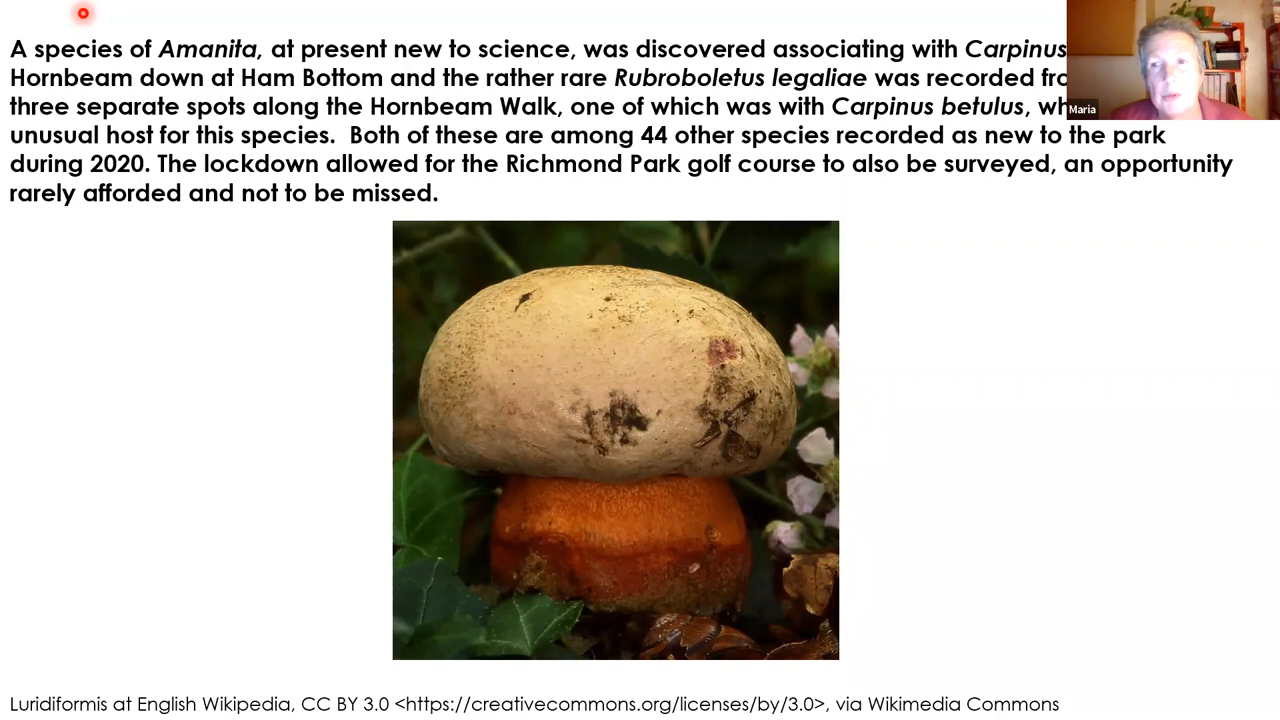 A species of Amanita, at present new to science, was discovered associating with Carpinus
Hornbeam down at Ham Bottom and the rather rare Rubroboletus legaliae was recorded
three separate spots along the Hornbeam Walk, one of which was with Carpinus betulus,
unusual host for this species. Both of these are among 44 other species recorded as new to the park
during 2020. The lockdown allowed for the Richmond Park golf course to also be surveyed, an opportunity
rarely afforded and not to be missed.
Maria
Luridiformis at English Wikipedia, CC BY 3.0 <https://creativecommons.org/licenses/by/3.0>, via Wikimedia Commons